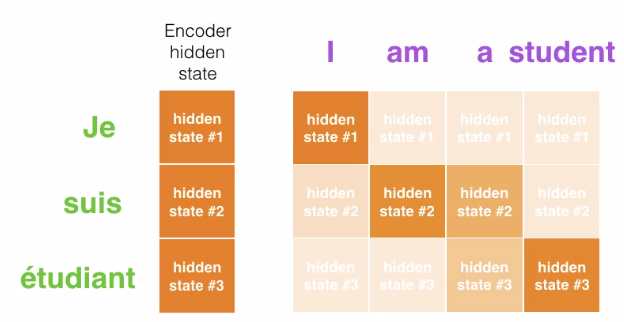 Encoder
hidden
state
I am a student
Je
hidden
state #1
hidden
state #1
hidden
state #1
hidden
state #1
hidden
state #1
suis
hidden
state #2
hidden
state #2
hidden
state #2
hidden
state #2
hidden
state #2
étudiant
hidden
state #3
hidden
state #3
hidden
state #3
hidden
state #3
hidden
state #3